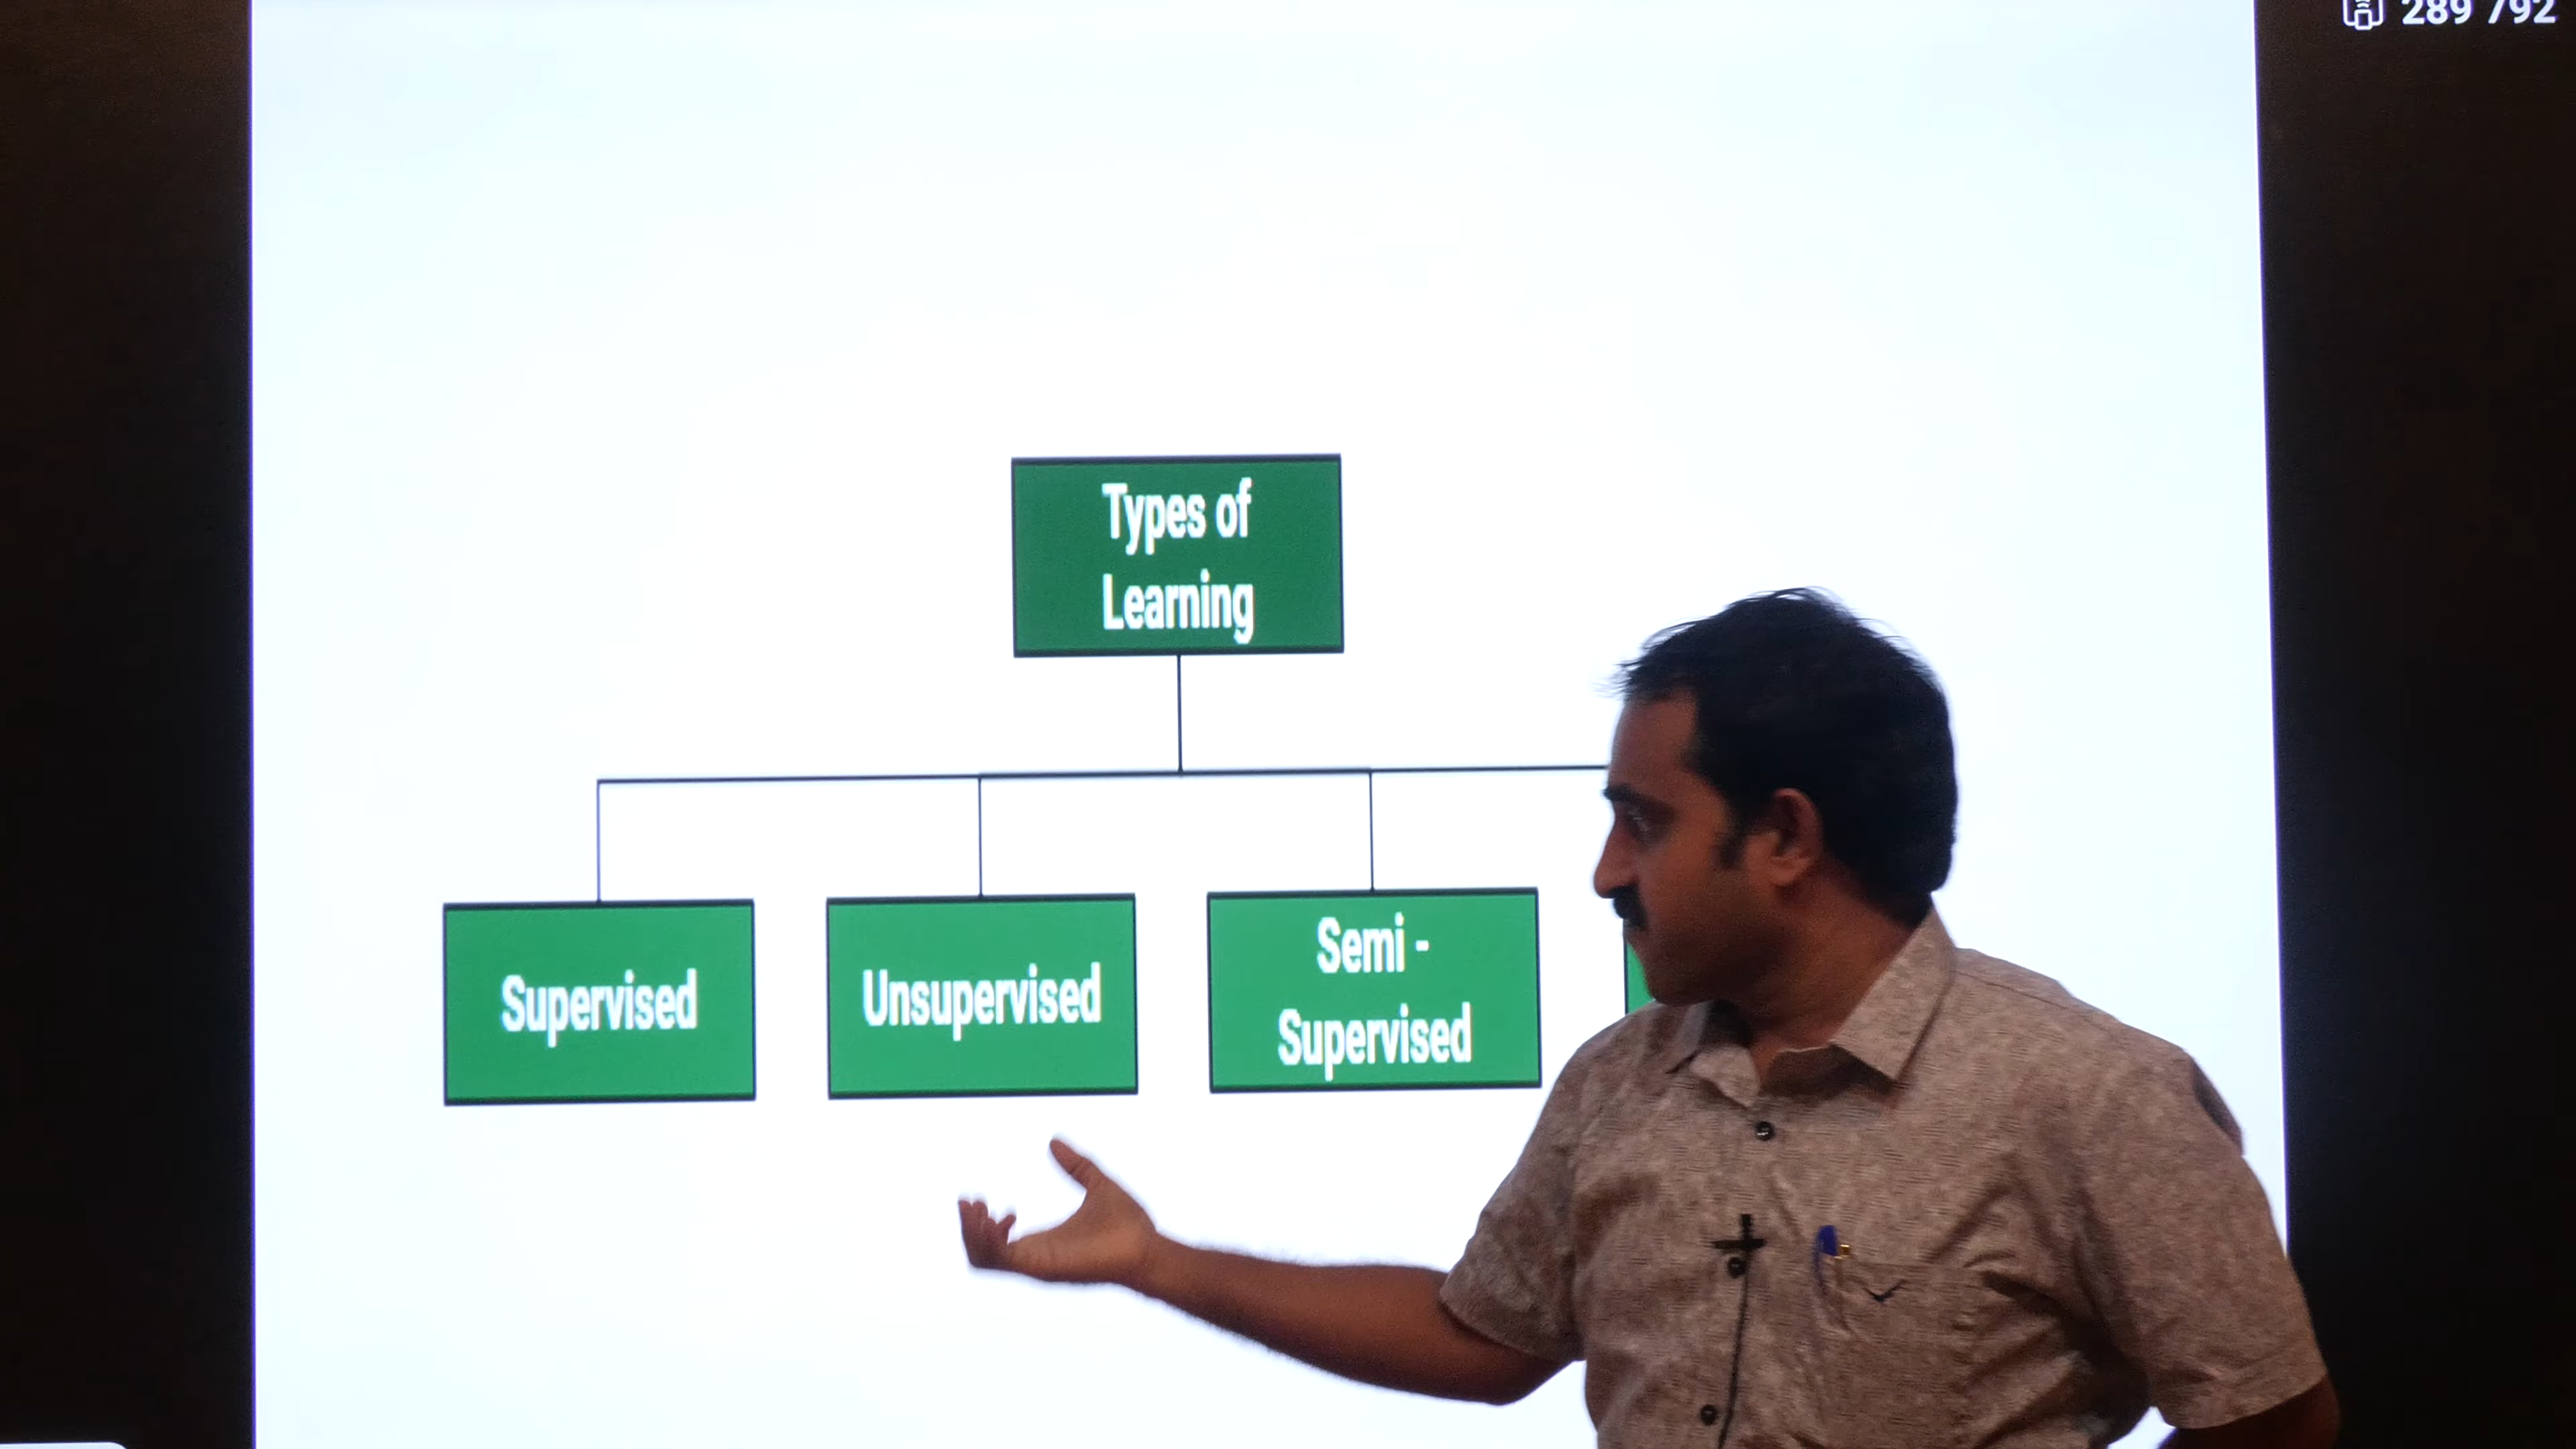 289 792
Types of
Learning
Supervised
Unsupervised
Semi -
Supervised